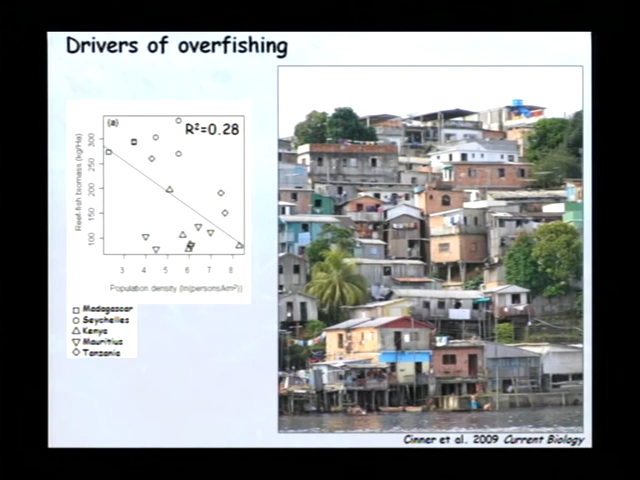 Drivers of overfishing
(a)
R²=0.28
Reef-fish biomass (kg/Ha)
300
250
200
150
100
3 4 5 6 7 8
Population density (ln(persons/km²))
Madagascar
Seychelles
Kenya
Mauritius
Tanzania
Cinner et al. 2009 Current Biology